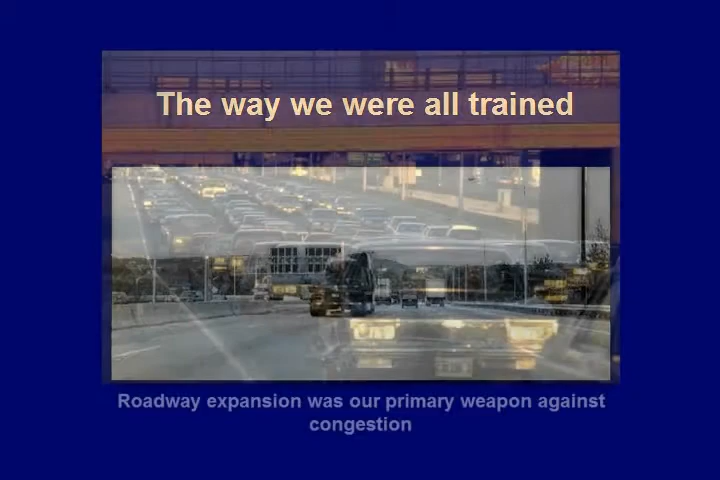 The way we were all trained
Roadway expansion was our primary weapon against
congestion